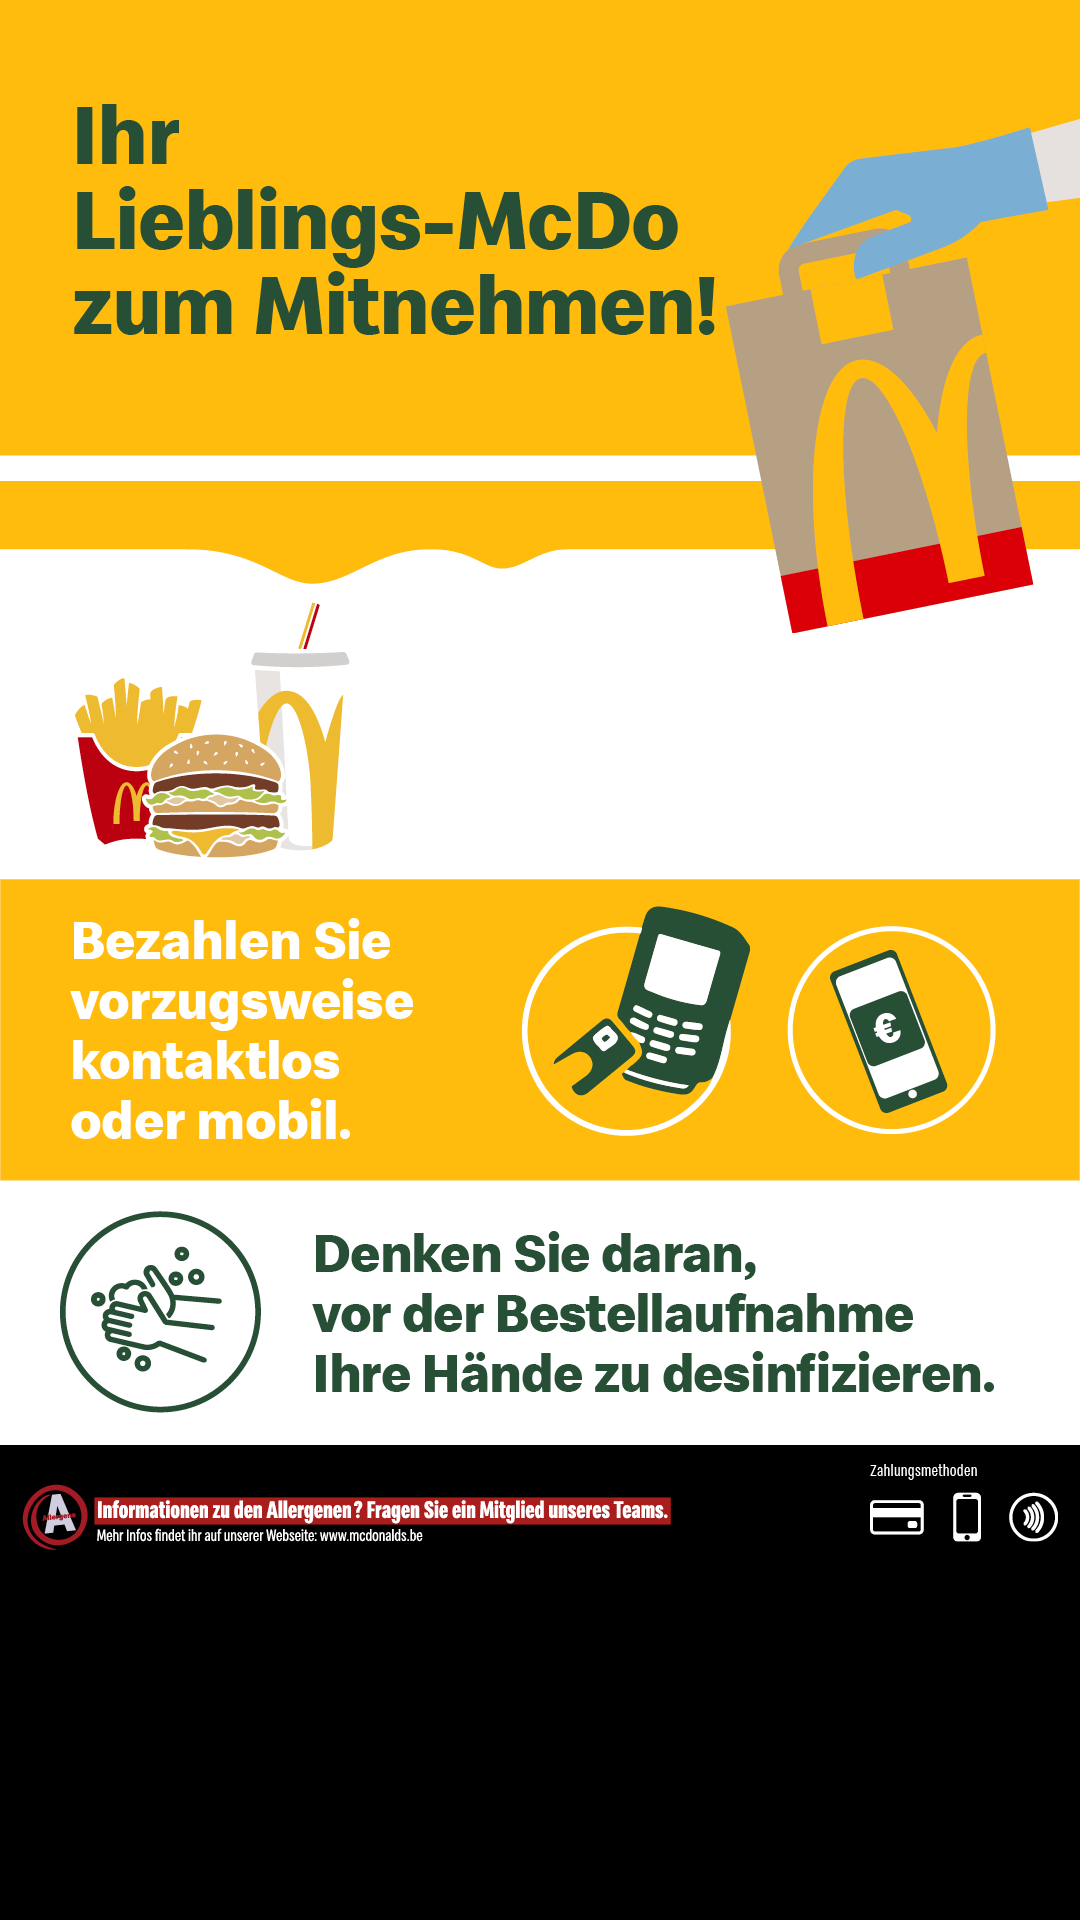 Ihr
Lieblings-McDo
zum Mitnehmen!
Bezahlen Sie
vorzugsweise
kontaktlos
oder mobil.
€
Denken Sie daran,
vor der Bestellaufnahme
Ihre Hände zu desinfizieren.
Zahlungsmethoden
A
Allergene
Informationen zu den Allergenen? Fragen Sie ein Mitglied unseres Teams.
Mehr Infos findet ihr auf unserer Webseite: www.mcdonalds.be